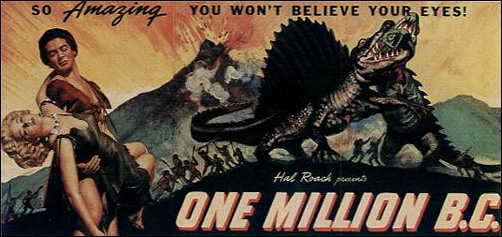 SO Amazing YOU WON'T BELIEVE YOUR EYES!
Hal Roach presents
ONE MILLION B.C.